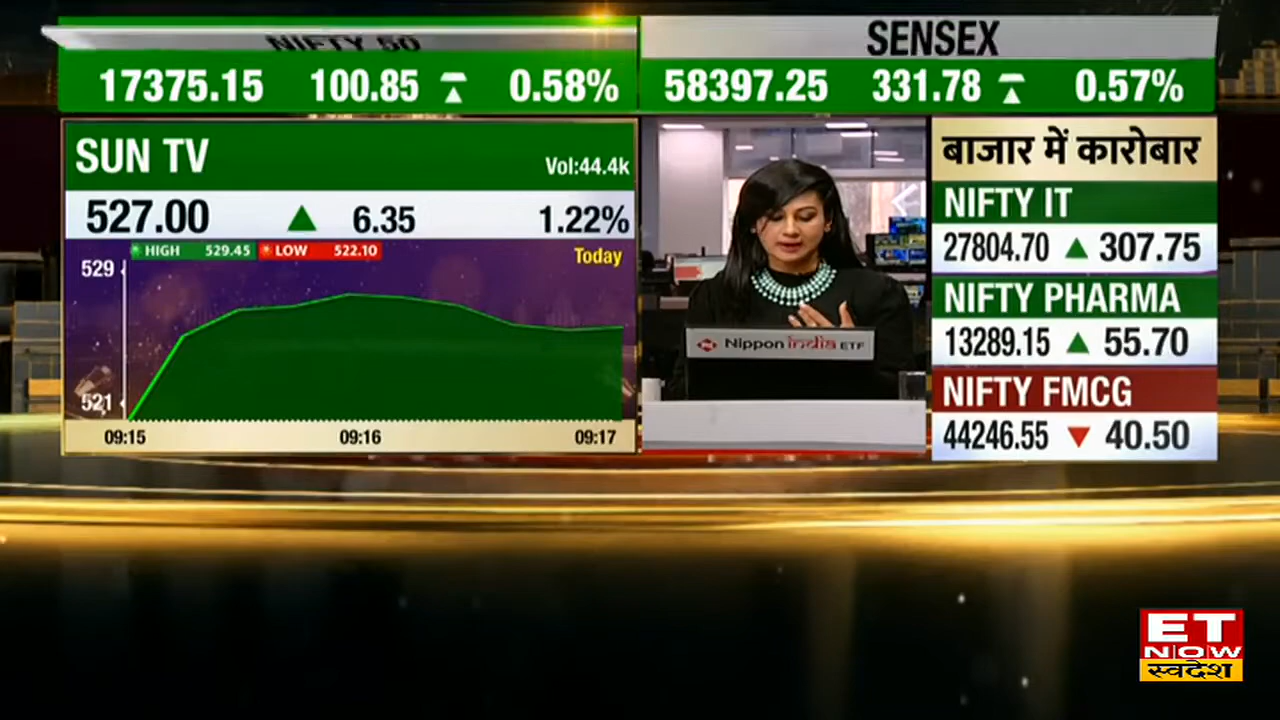 NIFTY 50
17375.15 100.85 0.58%
SENSEX
58397.25 331.78 0.57%
SUN TV
Vol:44.4k
527.00 6.35 1.22%
HIGH 529.45 LOW 522.10
Today
529
521
09:15 09:16 09:17
Nippon india ETF
बाजार में कारोबार
NIFTY IT
27804.70 307.75
NIFTY PHARMA
13289.15 55.70
NIFTY FMCG
44246.55 40.50
ET
NOW
स्वदेश